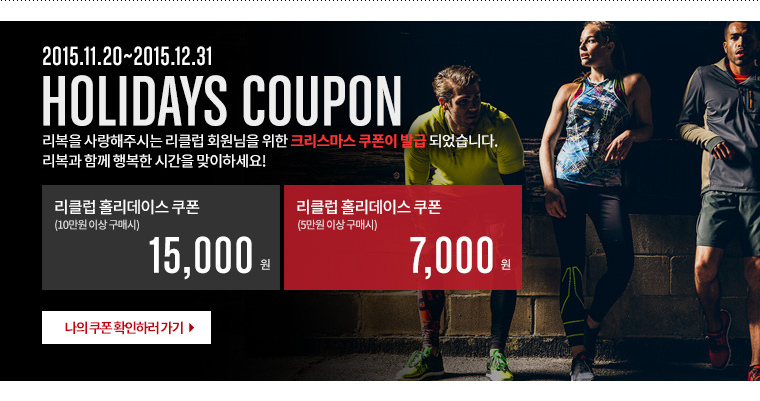 2015.11.20~2015.12.31
HOLIDAYS COUPON
리복을 사랑해주시는 리클럽 회원님을 위한 크리스마스 쿠폰이 발급 되었습니다.
리복과 함께 행복한 시간을 맞이하세요!
리클럽 홀리데이스 쿠폰
(10만원 이상 구매시)
15,000 원
리클럽 홀리데이스 쿠폰
(5만원 이상 구매시)
7,000 원
나의 쿠폰 확인하러 가기